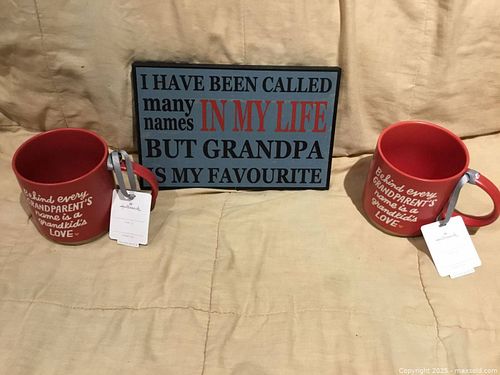 I HAVE BEEN CALLED
many names IN MY LIFE
BUT GRANDPA
IS MY FAVOURITE
Behind every
GRANDPARENT'S
name is a
grandkid's
LOVE
Behind every
GRANDPARENT'S
name is a
grandkid's
LOVE
Hallmark
Copyright 2025 - maxsold.com